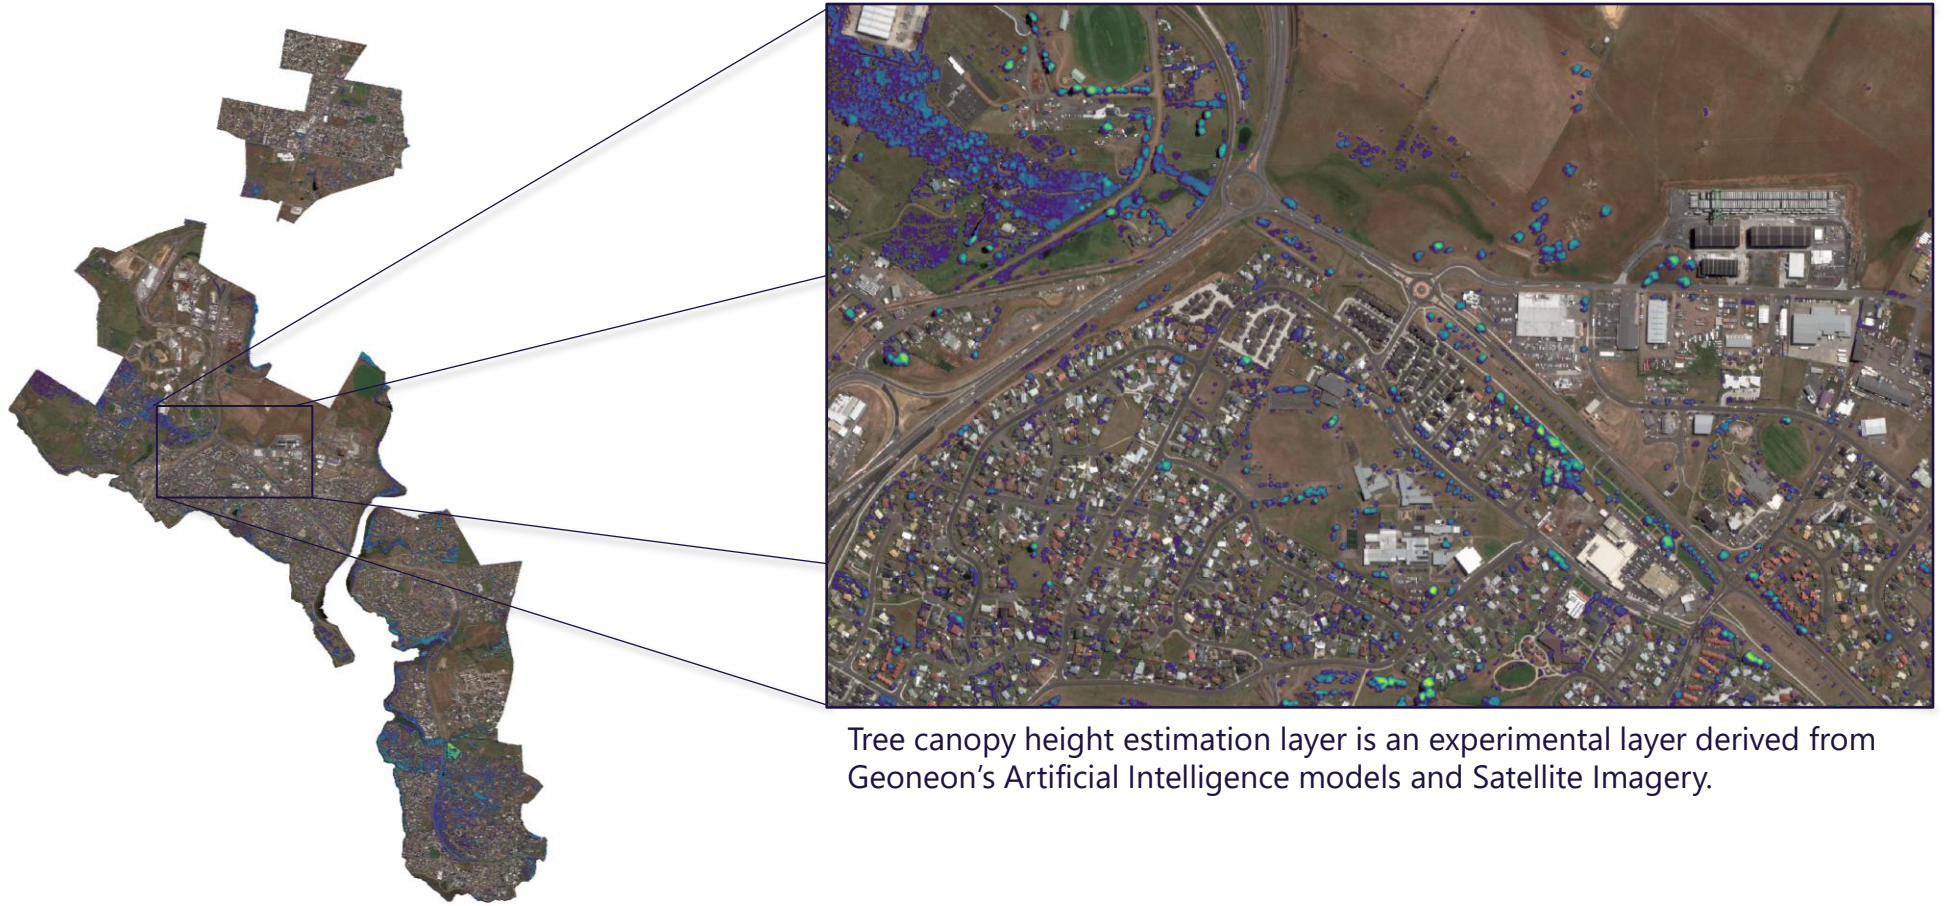 Tree canopy height estimation layer is an experimental layer derived from
Geoneon’s Artificial Intelligence models and Satellite Imagery.